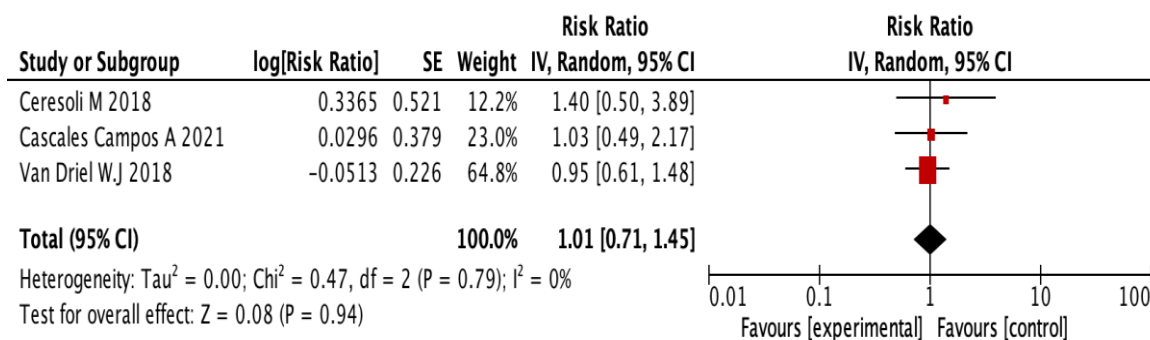 Risk Ratio Risk Ratio
Study or Subgroup log[Risk Ratio] SE Weight IV, Random, 95% CI IV, Random, 95% CI
Ceresoli M 2018 0.3365 0.521 12.2% 1.40 [0.50, 3.89]
Cascales Campos A 2021 0.0296 0.379 23.0% 1.03 [0.49, 2.17]
Van Driel W.J 2018 −0.0513 0.226 64.8% 0.95 [0.61, 1.48]
Total (95% CI) 100.0% 1.01 [0.71, 1.45]
Heterogeneity: Tau² = 0.00; Chi² = 0.47, df = 2 (P = 0.79); I² = 0%
Test for overall effect: Z = 0.08 (P = 0.94)
0.01 0.1 1 10 100
Favours [experimental] Favours [control]